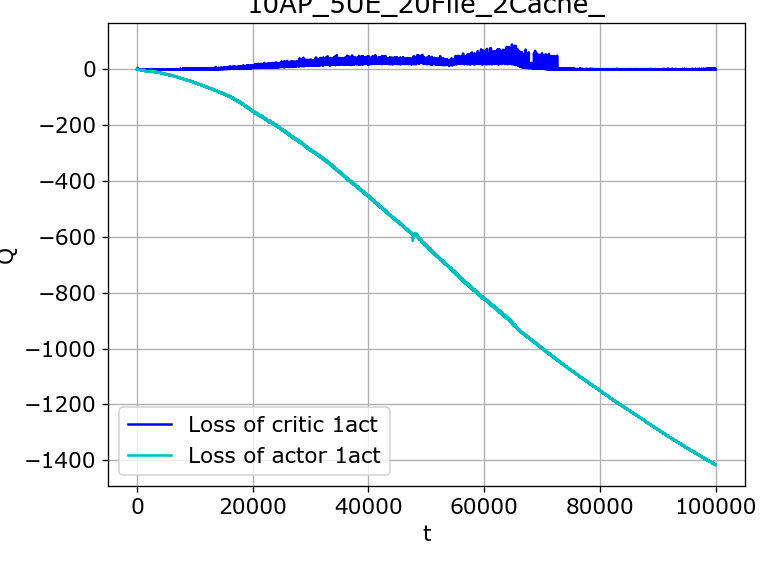 10AP_5UE_20File_2Cache_
0
−200
−400
−600
−800
−1000
−1200
−1400
Q
Loss of critic 1act
Loss of actor 1act
0 20000 40000 60000 80000 100000
t